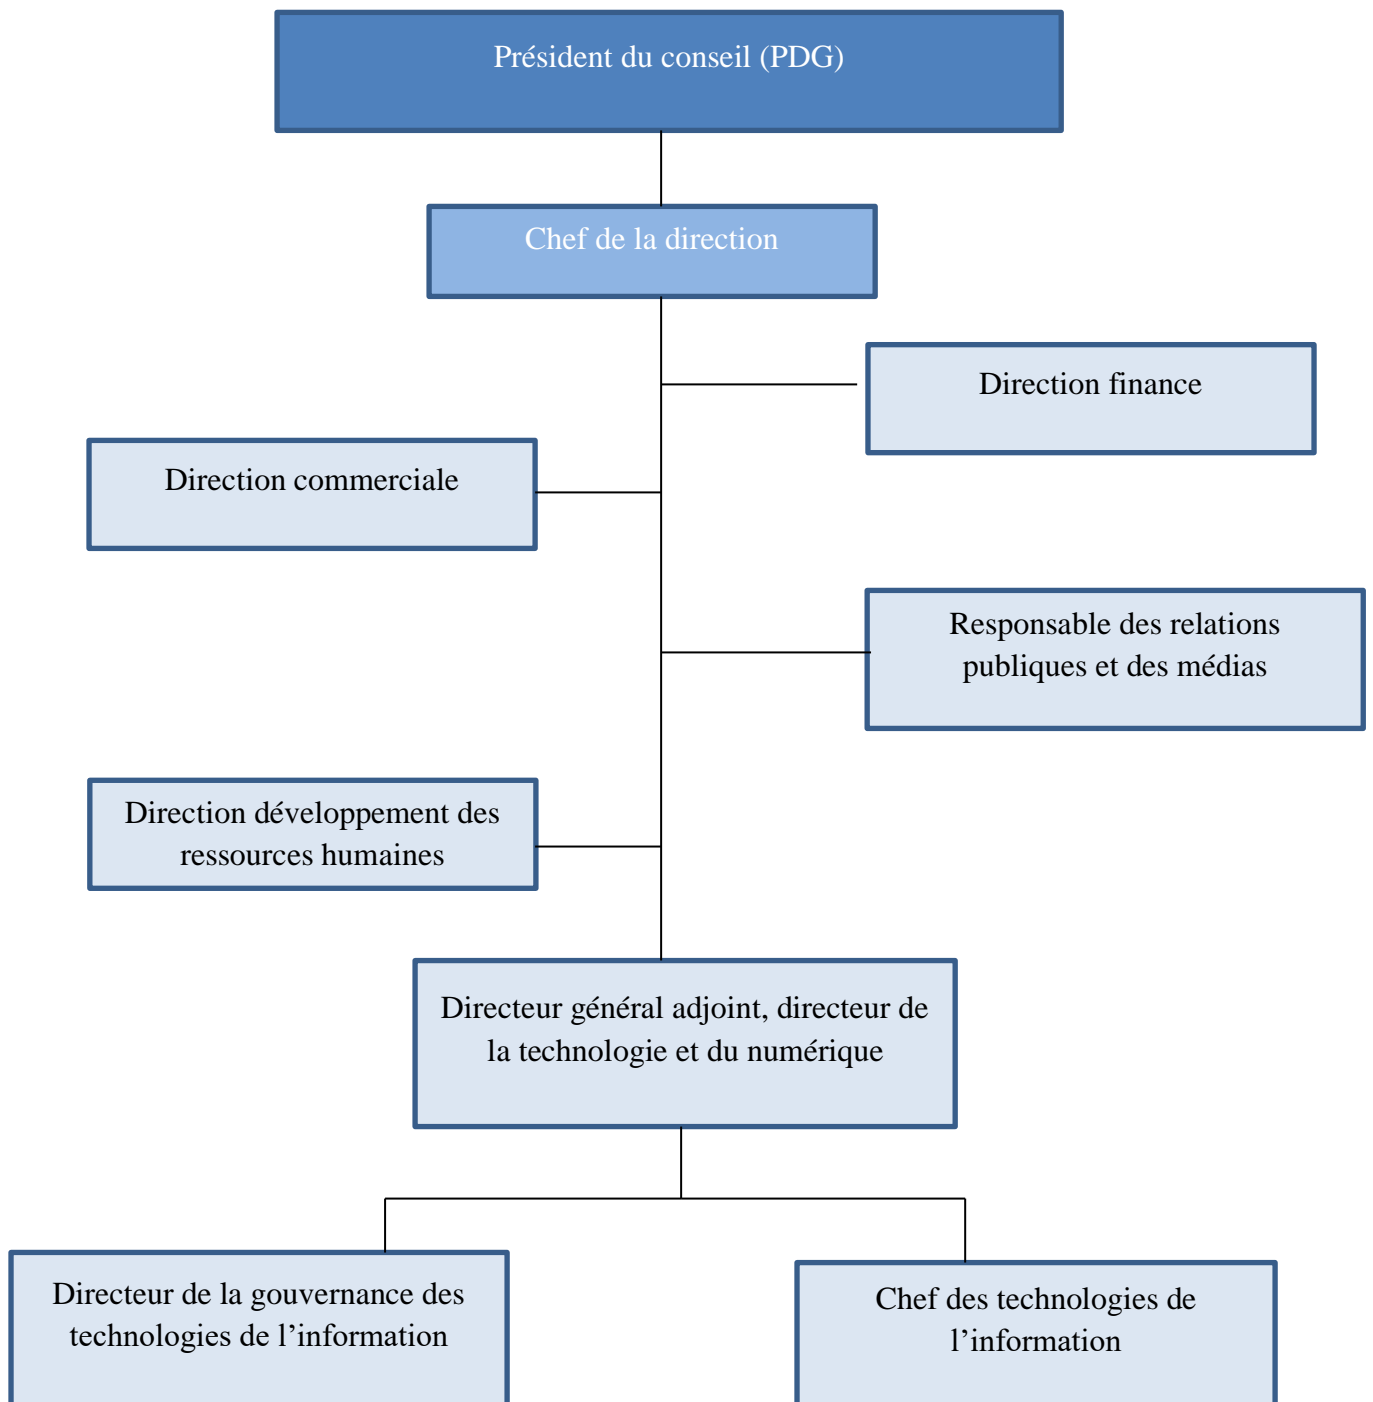 Président du conseil (PDG)
Chef de la direction
Direction finance
Direction commerciale
Responsable des relations
publiques et des médias
Direction développement des
ressources humaines
Directeur général adjoint, directeur de
la technologie et du numérique
Directeur de la gouvernance des
technologies de l’information
Chef des technologies de
l’information